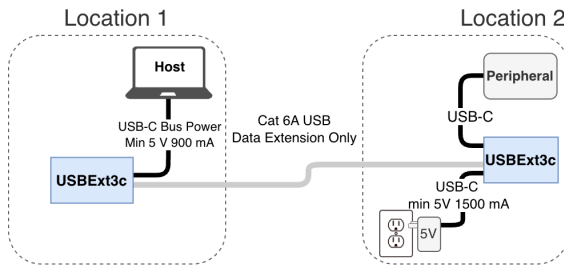 Location 1
Location 2
Host
Peripheral
USB-C Bus Power
Min 5 V 900 mA
Cat 6A USB
Data Extension Only
USB-C
USBExt3c
USBExt3c
USB-C
min 5V 1500 mA
5V